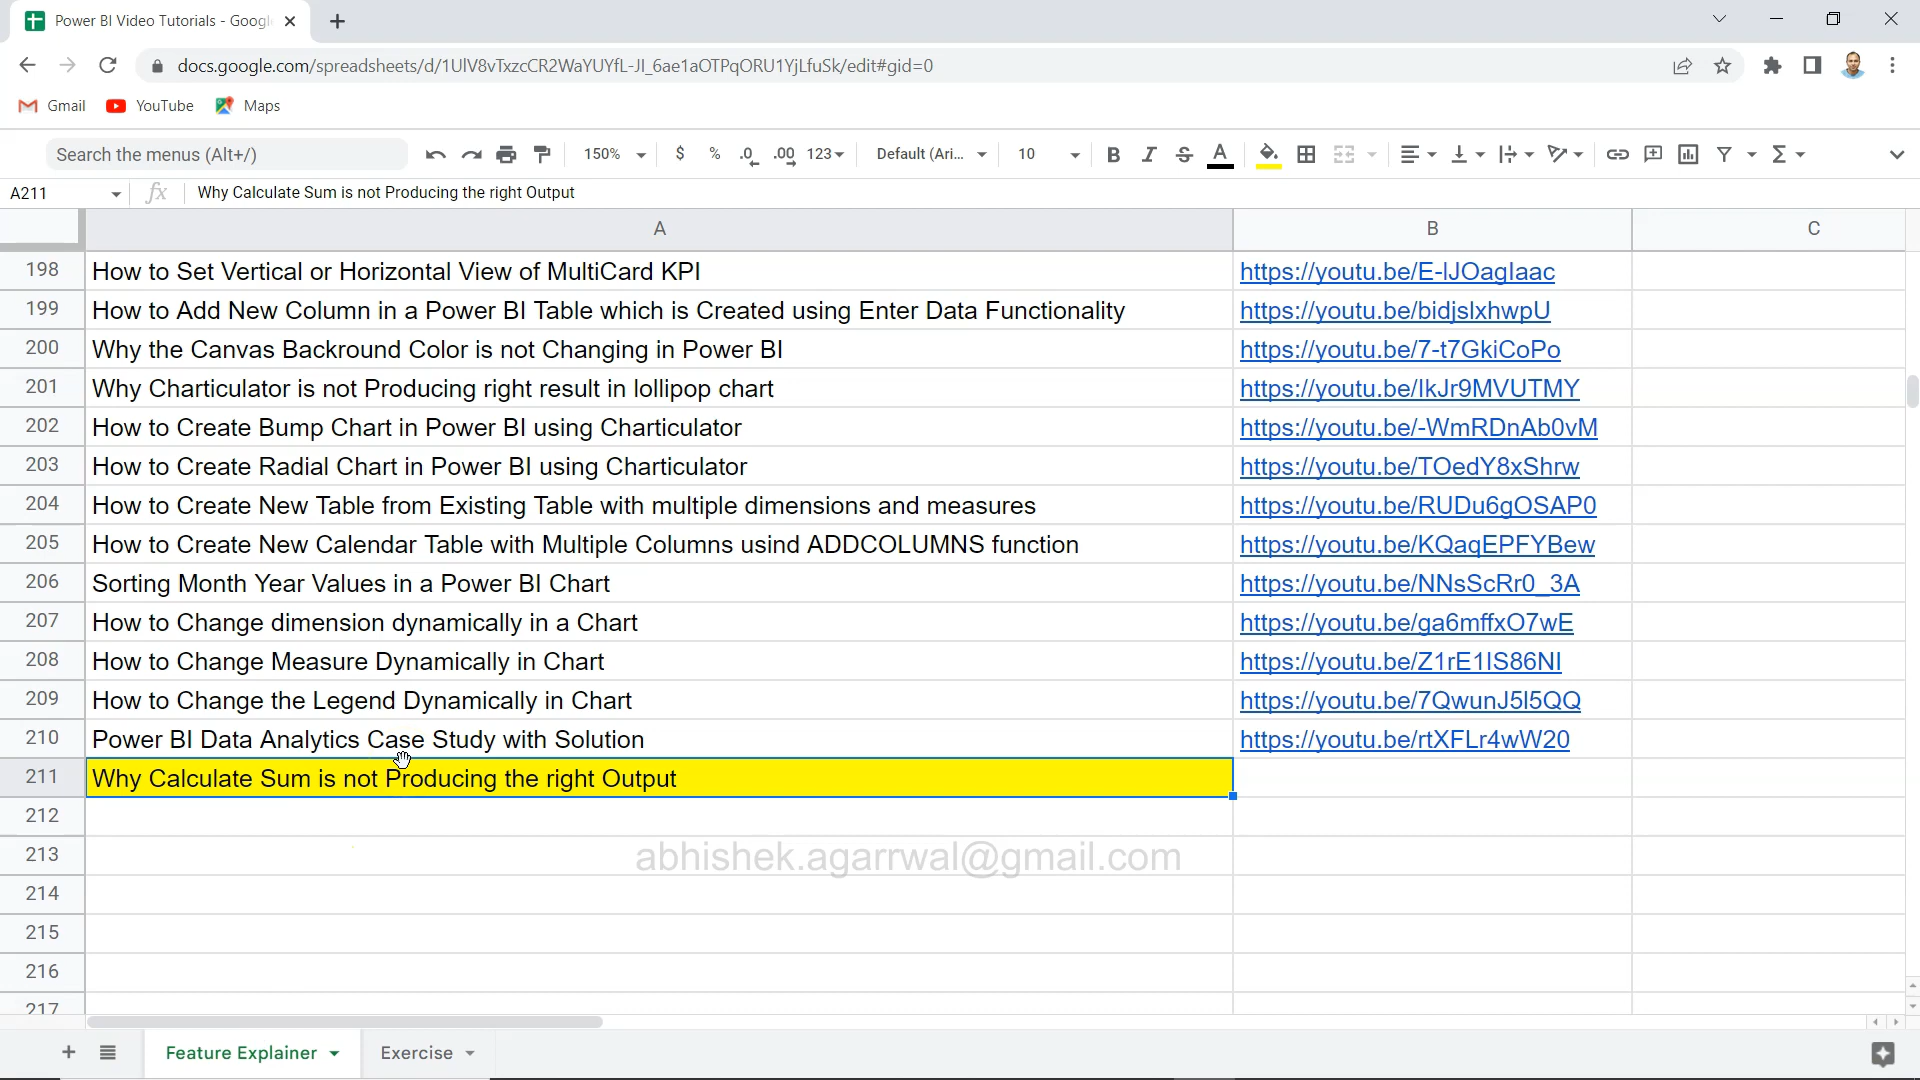 Power BI Video Tutorials - Googl
docs.google.com/spreadsheets/d/1UlV8vTxzcCR2WaYUYfL-JI_6ae1aOTPqORU1YjLfuSk/edit#gid=0
Gmail YouTube Maps
Search the menus (Alt+/) 150% $ % .0 .00 123 Default (Ari... 10 B I S A
A211 fx Why Calculate Sum is not Producing the right Output
A B C
198 How to Set Vertical or Horizontal View of MultiCard KPI https://youtu.be/E-lJOaglaac
199 How to Add New Column in a Power BI Table which is Created using Enter Data Functionality https://youtu.be/bidjslxhwpU
200 Why the Canvas Backround Color is not Changing in Power BI https://youtu.be/7-t7GkiCoPo
201 Why Charticulator is not Producing right result in lollipop chart https://youtu.be/IkJr9MVUTMY
202 How to Create Bump Chart in Power BI using Charticulator https://youtu.be/-WmRDnAb0vM
203 How to Create Radial Chart in Power BI using Charticulator https://youtu.be/TOedY8xShrw
204 How to Create New Table from Existing Table with multiple dimensions and measures https://youtu.be/RUDu6gOSAP0
205 How to Create New Calendar Table with Multiple Columns usind ADDCOLUMNS function https://youtu.be/KQaqEPFYBew
206 Sorting Month Year Values in a Power BI Chart https://youtu.be/NNsScRr0_3A
207 How to Change dimension dynamically in a Chart https://youtu.be/ga6mffxO7wE
208 How to Change Measure Dynamically in Chart https://youtu.be/Z1rE1IS86NI
209 How to Change the Legend Dynamically in Chart https://youtu.be/7QwunJ5l5QQ
210 Power BI Data Analytics Case Study with Solution https://youtu.be/rtXFLr4wW20
211 Why Calculate Sum is not Producing the right Output
212
213 abhishek.agarrwal@gmail.com
214
215
216
217
Feature Explainer Exercise